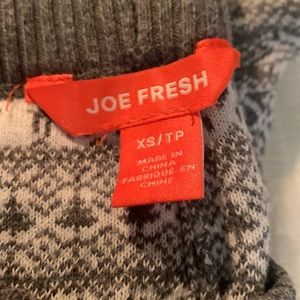 JOE FRESH
XS/TP
MADE IN
CHINA
FABRIQUÉ EN
CHINE